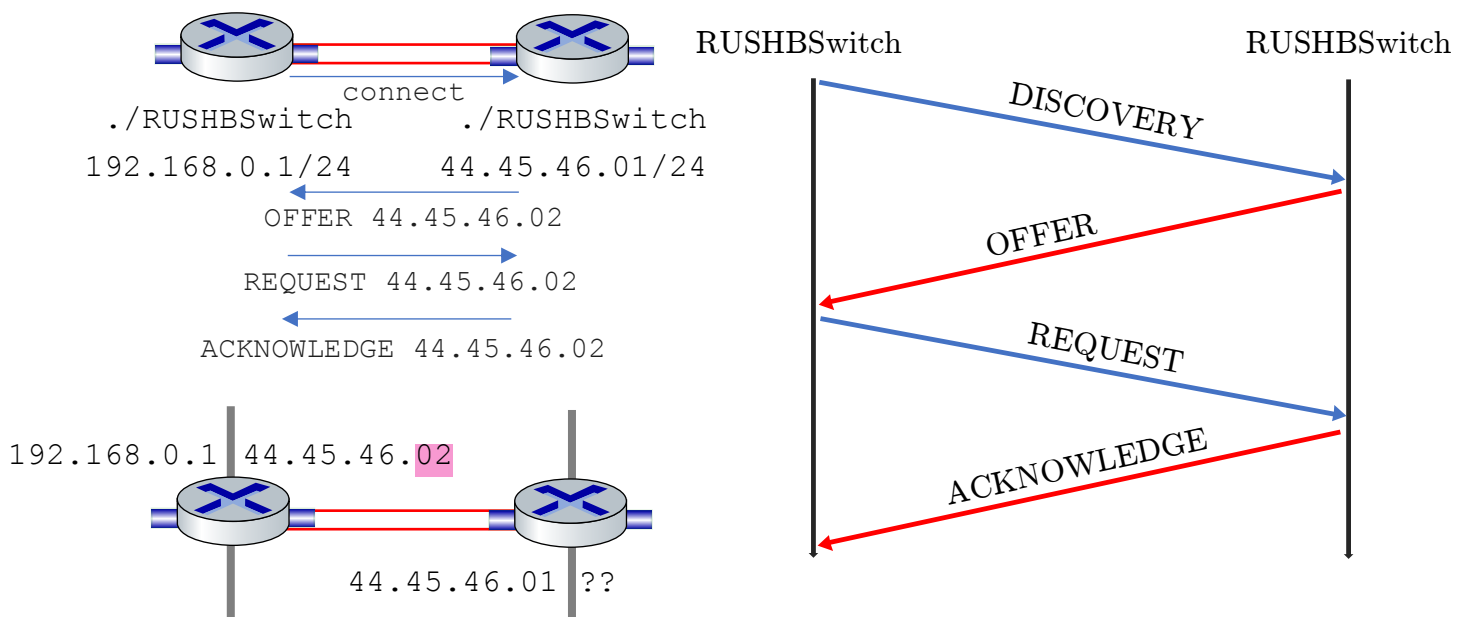 connect
./RUSHBSwitch ./RUSHBSwitch
192.168.0.1/24 44.45.46.01/24
OFFER 44.45.46.02
REQUEST 44.45.46.02
ACKNOWLEDGE 44.45.46.02
192.168.0.1 44.45.46.02
44.45.46.01 ??
RUSHBSwitch RUSHBSwitch
DISCOVERY
OFFER
REQUEST
ACKNOWLEDGE